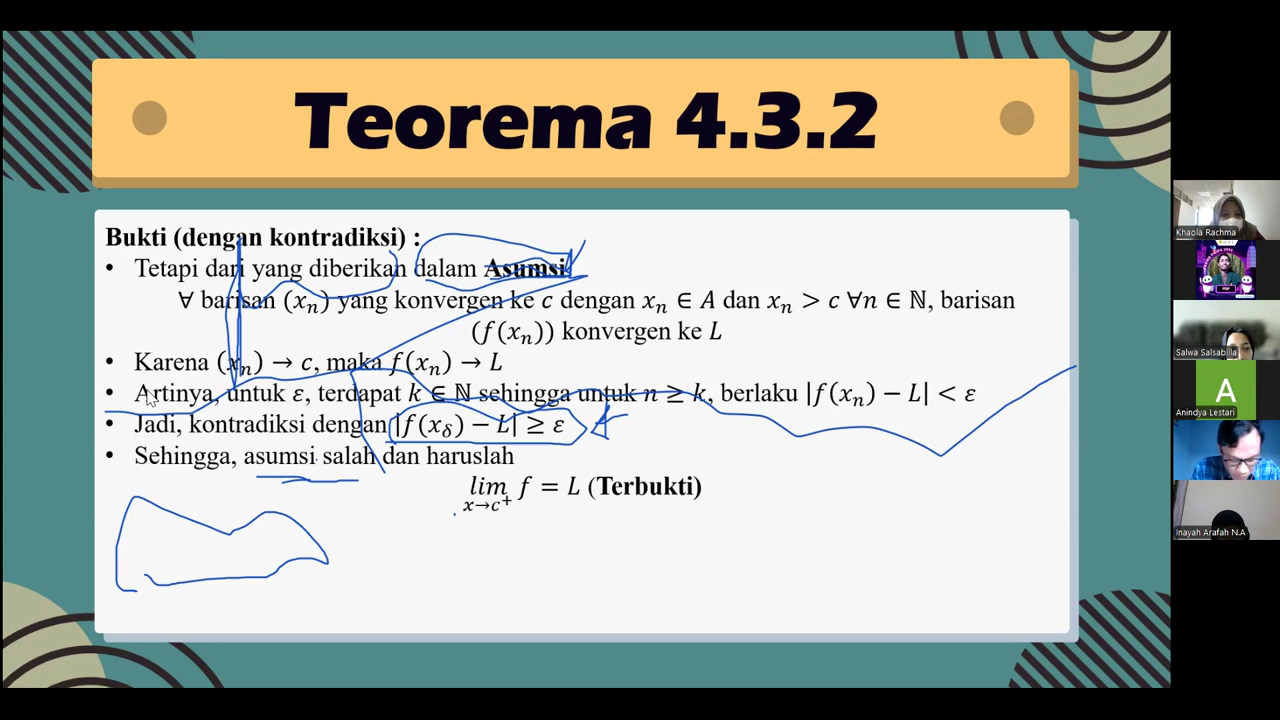 Teorema 4.3.2
Bukti (dengan kontradiksi) :
• Tetapi dari yang diberikan dalam Asumsi
∀ barisan (xₙ) yang konvergen ke c dengan xₙ ∈ A dan xₙ > c ∀n ∈ ℕ, barisan
(f(xₙ)) konvergen ke L
• Karena (xₙ) → c, maka f(xₙ) → L
• Artinya, untuk ε, terdapat k ∈ ℕ sehingga untuk n ≥ k, berlaku |f(xₙ) − L| < ε
• Jadi, kontradiksi dengan |f(x_δ) − L| ≥ ε
• Sehingga, asumsi salah dan haruslah
lim f = L (Terbukti)
x→c⁺
Khaola Rachma
Salwa Salsabilla
A
Anindya Lestari
Inayah Arafah N.A